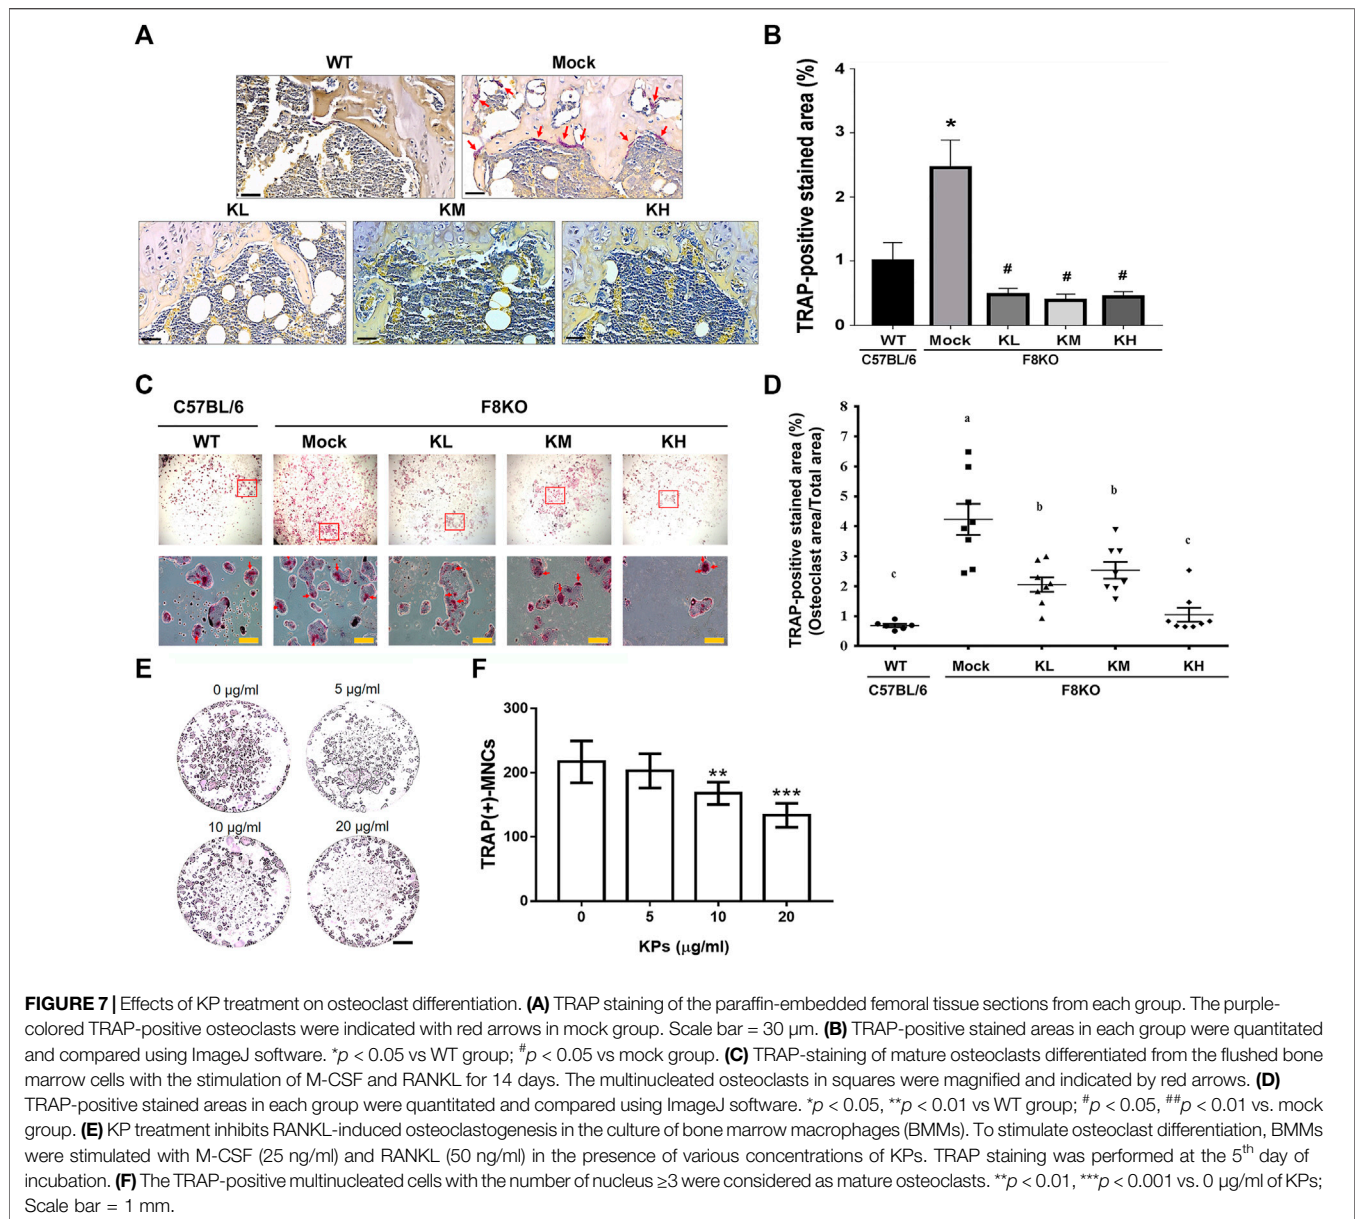 A
WT
Mock
KL
KM
KH
B
TRAP-positive stained area (%)
4
3
2
1
0
*
#
#
#
WT
Mock
KL
KM
KH
C57BL/6
F8KO
C
C57BL/6
F8KO
WT
Mock
KL
KM
KH
D
TRAP-positive stained area (%)
(Osteoclast area/Total area)
8
7
6
5
4
3
2
1
0
c
a
b
b
c
WT
Mock
KL
KM
KH
C57BL/6
F8KO
E
0 µg/ml
5 µg/ml
10 µg/ml
20 µg/ml
F
TRAP(+)-MNCs
300
200
100
0
**
***
0
5
10
20
KPs (µg/ml)
FIGURE 7 | Effects of KP treatment on osteoclast differentiation. (A) TRAP staining of the paraffin-embedded femoral tissue sections from each group. The purple-
colored TRAP-positive osteoclasts were indicated with red arrows in mock group. Scale bar = 30 µm. (B) TRAP-positive stained areas in each group were quantitated
and compared using ImageJ software. *p < 0.05 vs WT group; #p < 0.05 vs mock group. (C) TRAP-staining of mature osteoclasts differentiated from the flushed bone
marrow cells with the stimulation of M-CSF and RANKL for 14 days. The multinucleated osteoclasts in squares were magnified and indicated by red arrows. (D)
TRAP-positive stained areas in each group were quantitated and compared using ImageJ software. *p < 0.05, **p < 0.01 vs WT group; #p < 0.05, ##p < 0.01 vs. mock
group. (E) KP treatment inhibits RANKL-induced osteoclastogenesis in the culture of bone marrow macrophages (BMMs). To stimulate osteoclast differentiation, BMMs
were stimulated with M-CSF (25 ng/ml) and RANKL (50 ng/ml) in the presence of various concentrations of KPs. TRAP staining was performed at the 5th day of
incubation. (F) The TRAP-positive multinucleated cells with the number of nucleus ≥3 were considered as mature osteoclasts. **p < 0.01, ***p < 0.001 vs. 0 µg/ml of KPs;
Scale bar = 1 mm.